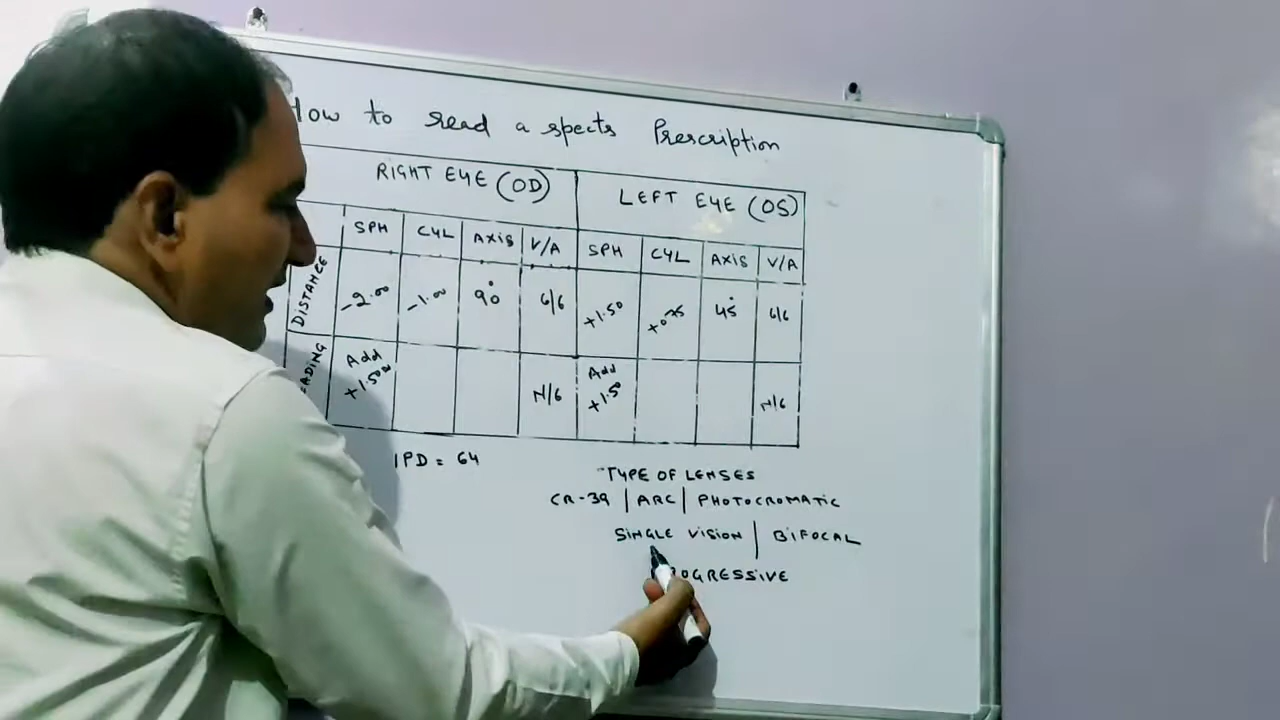 How to read a spects Prescription
RIGHT EYE (OD) LEFT EYE (OS)
SPH CYL AXIS V/A SPH CYL AXIS V/A
DISTANCE -2.00 -1.00 90° 6/6 +1.50 +0.75 45° 6/6
Add +1.50 N/6 Add +1.50 N/6
IPD = 64
TYPE OF LENSES
CR-39 | ARC | PHOTOCROMATIC
SINGLE VISION | BIFOCAL